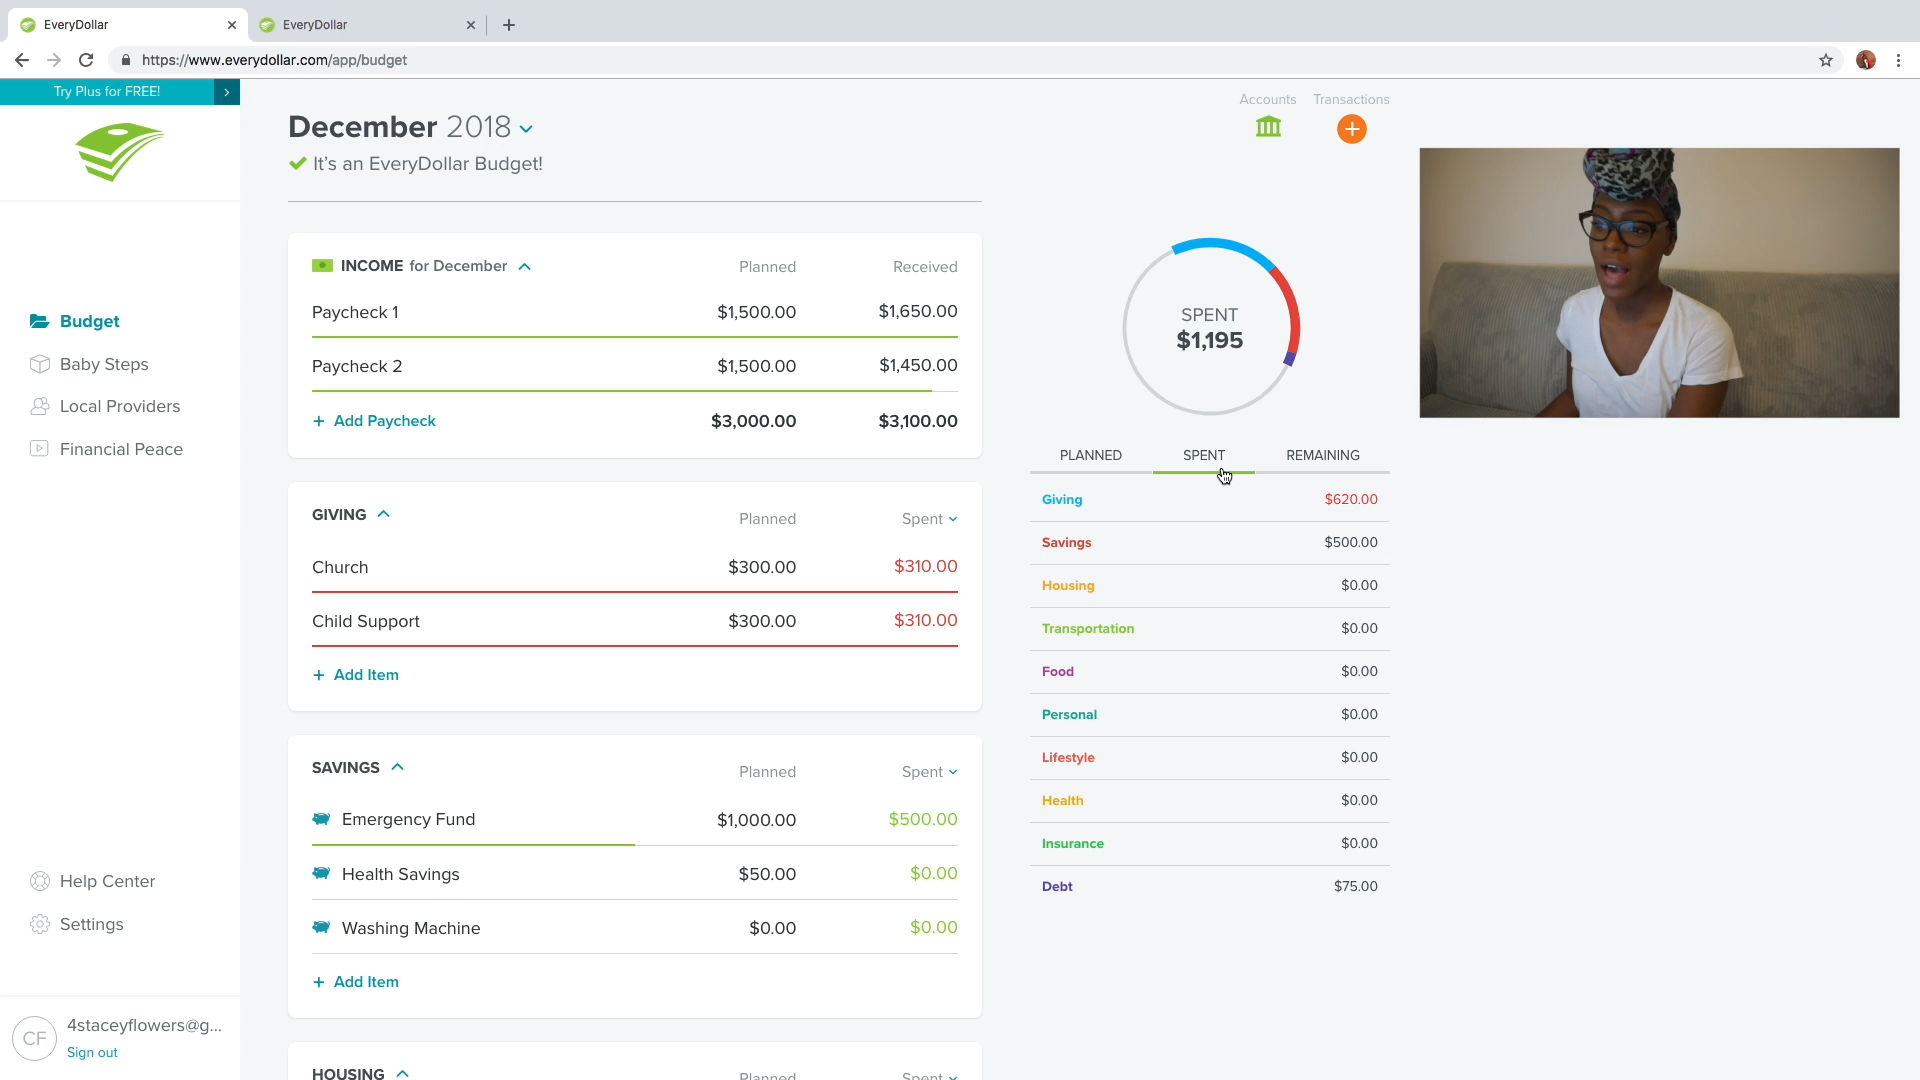 EveryDollar
EveryDollar
https://www.everydollar.com/app/budget
Try Plus for FREE!
Budget
Baby Steps
Local Providers
Financial Peace
Help Center
Settings
CF
4staceyflowers@g...
Sign out
December 2018
It's an EveryDollar Budget!
INCOME for December Planned Received
Paycheck 1 $1,500.00 $1,650.00
Paycheck 2 $1,500.00 $1,450.00
+ Add Paycheck $3,000.00 $3,100.00
GIVING Planned Spent
Church $300.00 $310.00
Child Support $300.00 $310.00
+ Add Item
SAVINGS Planned Spent
Emergency Fund $1,000.00 $500.00
Health Savings $50.00 $0.00
Washing Machine $0.00 $0.00
+ Add Item
HOUSING Planned Spent
Accounts Transactions
SPENT
$1,195
PLANNED SPENT REMAINING
Giving $620.00
Savings $500.00
Housing $0.00
Transportation $0.00
Food $0.00
Personal $0.00
Lifestyle $0.00
Health $0.00
Insurance $0.00
Debt $75.00